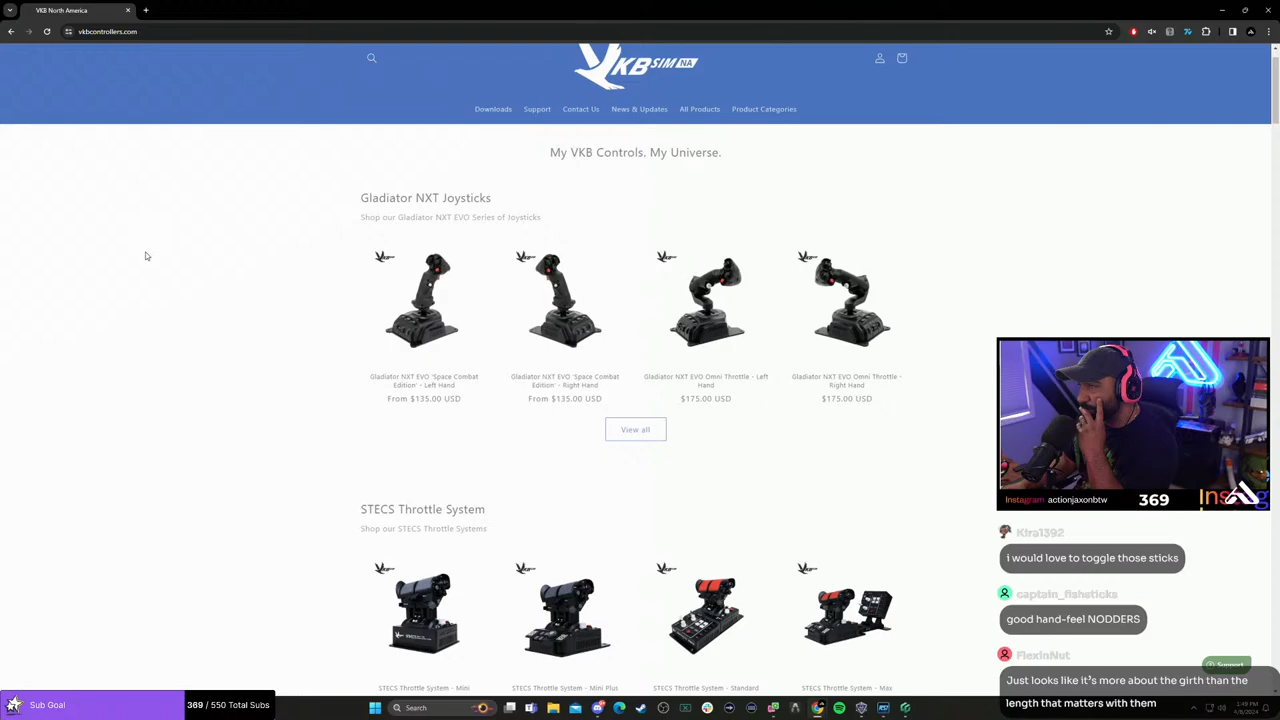 VKB North America
vkbcontrollers.com
VKBSIM NA
Downloads Support Contact Us News & Updates All Products Product Categories
My VKB Controls. My Universe.
Gladiator NXT Joysticks
Shop our Gladiator NXT EVO Series of Joysticks
Gladiator NXT EVO 'Space Combat
Edition' - Left Hand
From $135.00 USD
Gladiator NXT EVO 'Space Combat
Edition' - Right Hand
From $135.00 USD
Gladiator NXT EVO Omni Throttle - Left
Hand
$175.00 USD
Gladiator NXT EVO Omni Throttle -
Right Hand
$175.00 USD
View all
STECS Throttle System
Shop our STECS Throttle Systems
STECS Throttle System - Mini
STECS Throttle System - Mini Plus
STECS Throttle System - Standard
STECS Throttle System - Max
Instagram actionjaxonbtw 369
Kira1392
i would love to toggle those sticks
captain_fishsticks
good hand-feel NODDERS
FlexinNut
Support
Just looks like it's more about the girth than the
length that matters with them
Sub Goal 369 / 550 Total Subs
Search
1:49 PM
4/8/2024